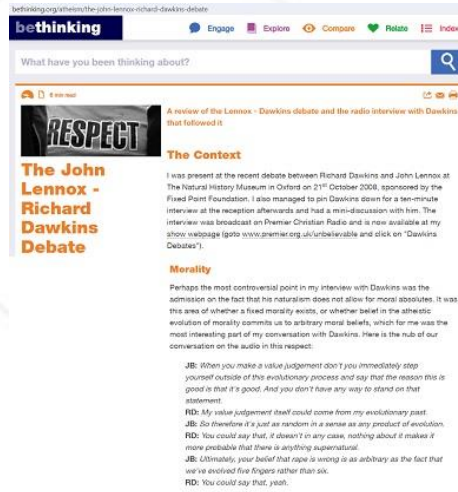 bethinking.org/atheism/the-john-lennox-richard-dawkins-debate
bethinking
Engage
Explore
Compare
Relate
Index
What have you been thinking about?
6 min read
RESPECT
The John
Lennox -
Richard
Dawkins
Debate
A review of the Lennox - Dawkins debate and the radio interview with Dawkins
that followed it
The Context
I was present at the recent debate between Richard Dawkins and John Lennox at
The Natural History Museum in Oxford on 21st October 2008, sponsored by the
Fixed Point Foundation. I also managed to pin Dawkins down for a ten-minute
interview at the reception afterwards and had a mini-discussion with him. The
interview was broadcast on Premier Christian Radio and is now available at my
show webpage (goto www.premier.org.uk/unbelievable and click on "Dawkins
Debates").
Morality
Perhaps the most controversial point in my interview with Dawkins was the
admission on the fact that his naturalism does not allow for moral absolutes. It was
this area of whether a fixed morality exists, or whether belief in the atheistic
evolution of morality commits us to arbitrary moral beliefs, which for me was the
most interesting part of my conversation with Dawkins. Here is the nub of our
conversation on the audio in this respect:
JB: When you make a value judgement don't you immediately step
yourself outside of this evolutionary process and say that the reason this is
good is that it's good. And you don't have any way to stand on that
statement.
RD: My value judgement itself could come from my evolutionary past.
JB: So therefore it's just as random in a sense as any product of evolution.
RD: You could say that, it doesn't in any case, nothing about it makes it
more probable that there is anything supernatural.
JB: Ultimately, your belief that rape is wrong is as arbitrary as the fact that
we've evolved five fingers rather than six.
RD: You could say that, yeah.